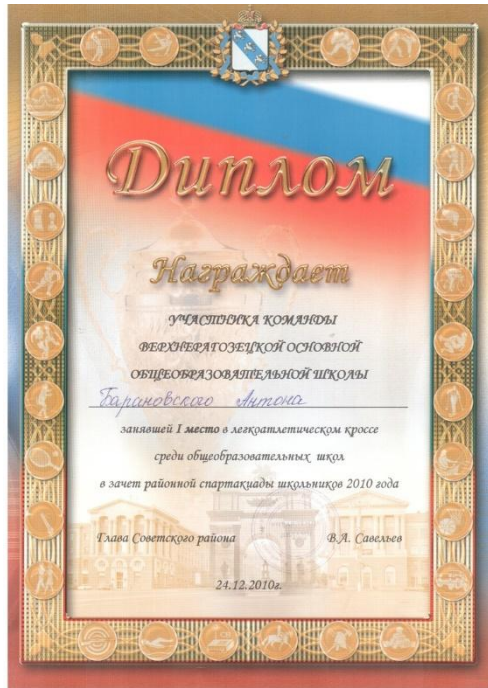 Диплом
Награждает
УЧАСТНИКА КОМАНДЫ
ВЕРХНЕРАГОЗЕЦКОЙ ОСНОВНОЙ
ОБЩЕОБРАЗОВАТЕЛЬНОЙ ШКОЛЫ
Барановского Антона
занявшей I место в легкоатлетическом кроссе
среди общеобразовательных школ
в зачет районной спартакиады школьников 2010 года
Глава Советского района В.А. Савельев
24.12.2010г.